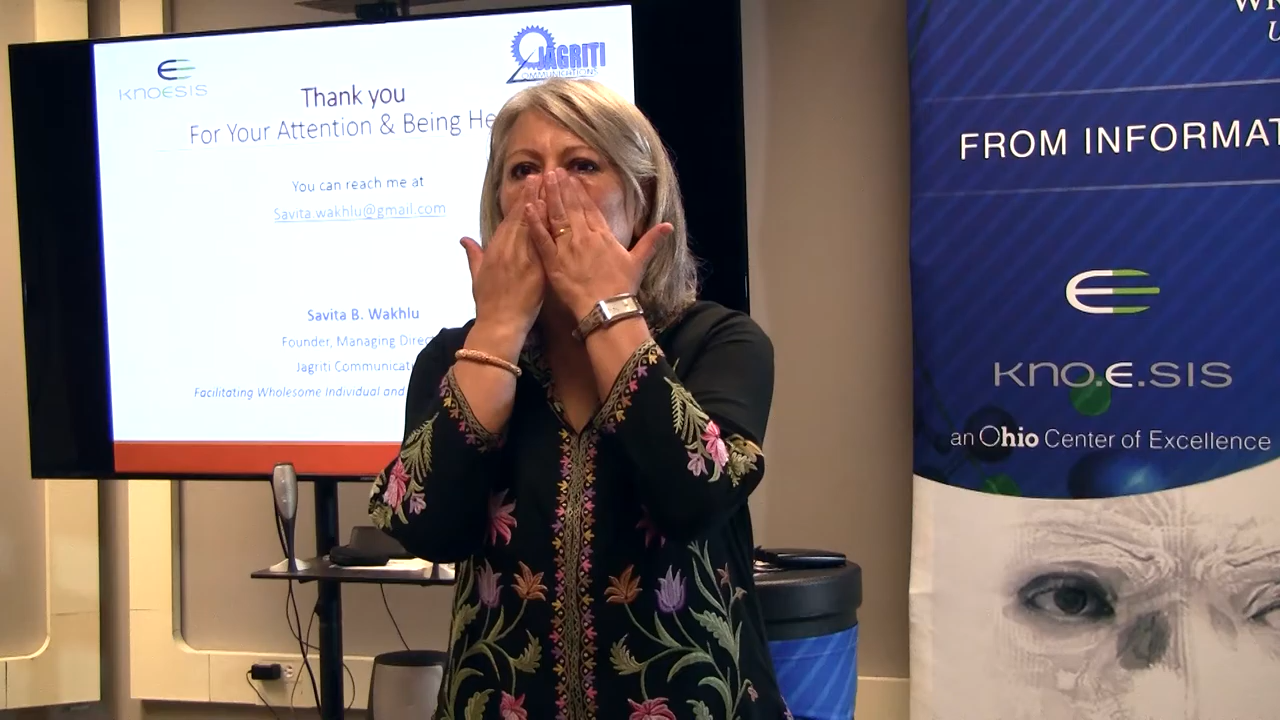 KNOESIS
JAGRITI
COMMUNICATIONS
Thank you
For Your Attention & Being He
You can reach me at
Savita.wakhlu@gmail.com
Savita B. Wakhlu
Founder, Managing Direc
Jagriti Communicat
Facilitating Wholesome Individual and
FROM INFORMAT
KNO.E.SIS
an Ohio Center of Excellence